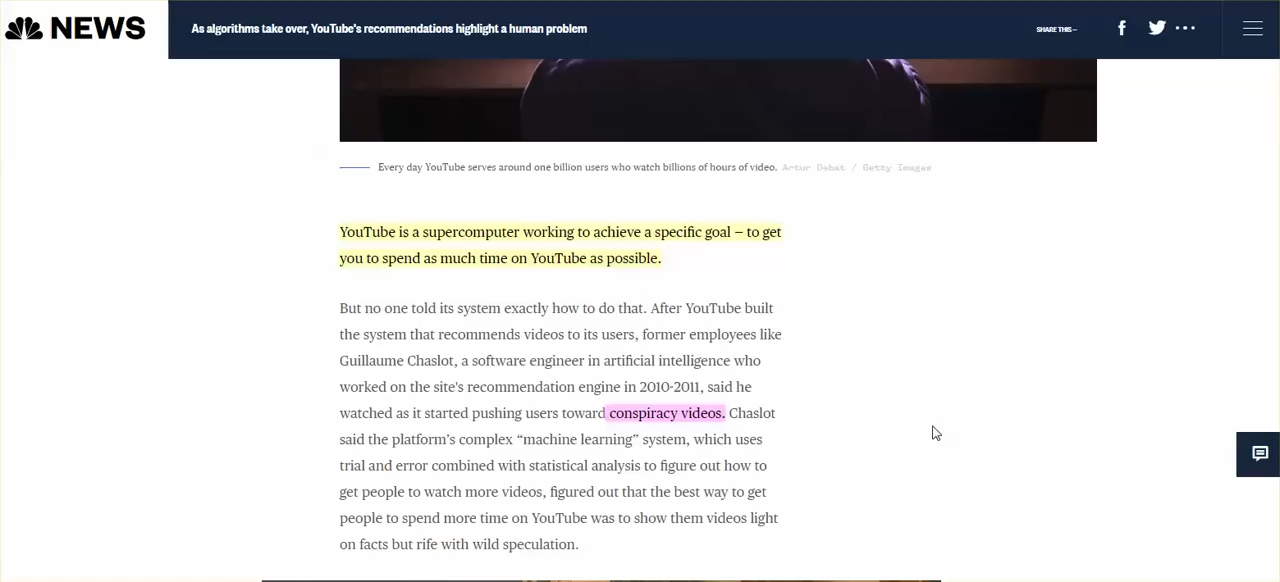 NEWS
As algorithms take over, YouTube's recommendations highlight a human problem
SHARE THIS —
Every day YouTube serves around one billion users who watch billions of hours of video. Artur Debat / Getty Images
YouTube is a supercomputer working to achieve a specific goal — to get
you to spend as much time on YouTube as possible.
But no one told its system exactly how to do that. After YouTube built
the system that recommends videos to its users, former employees like
Guillaume Chaslot, a software engineer in artificial intelligence who
worked on the site's recommendation engine in 2010-2011, said he
watched as it started pushing users toward conspiracy videos. Chaslot
said the platform's complex “machine learning” system, which uses
trial and error combined with statistical analysis to figure out how to
get people to watch more videos, figured out that the best way to get
people to spend more time on YouTube was to show them videos light
on facts but rife with wild speculation.